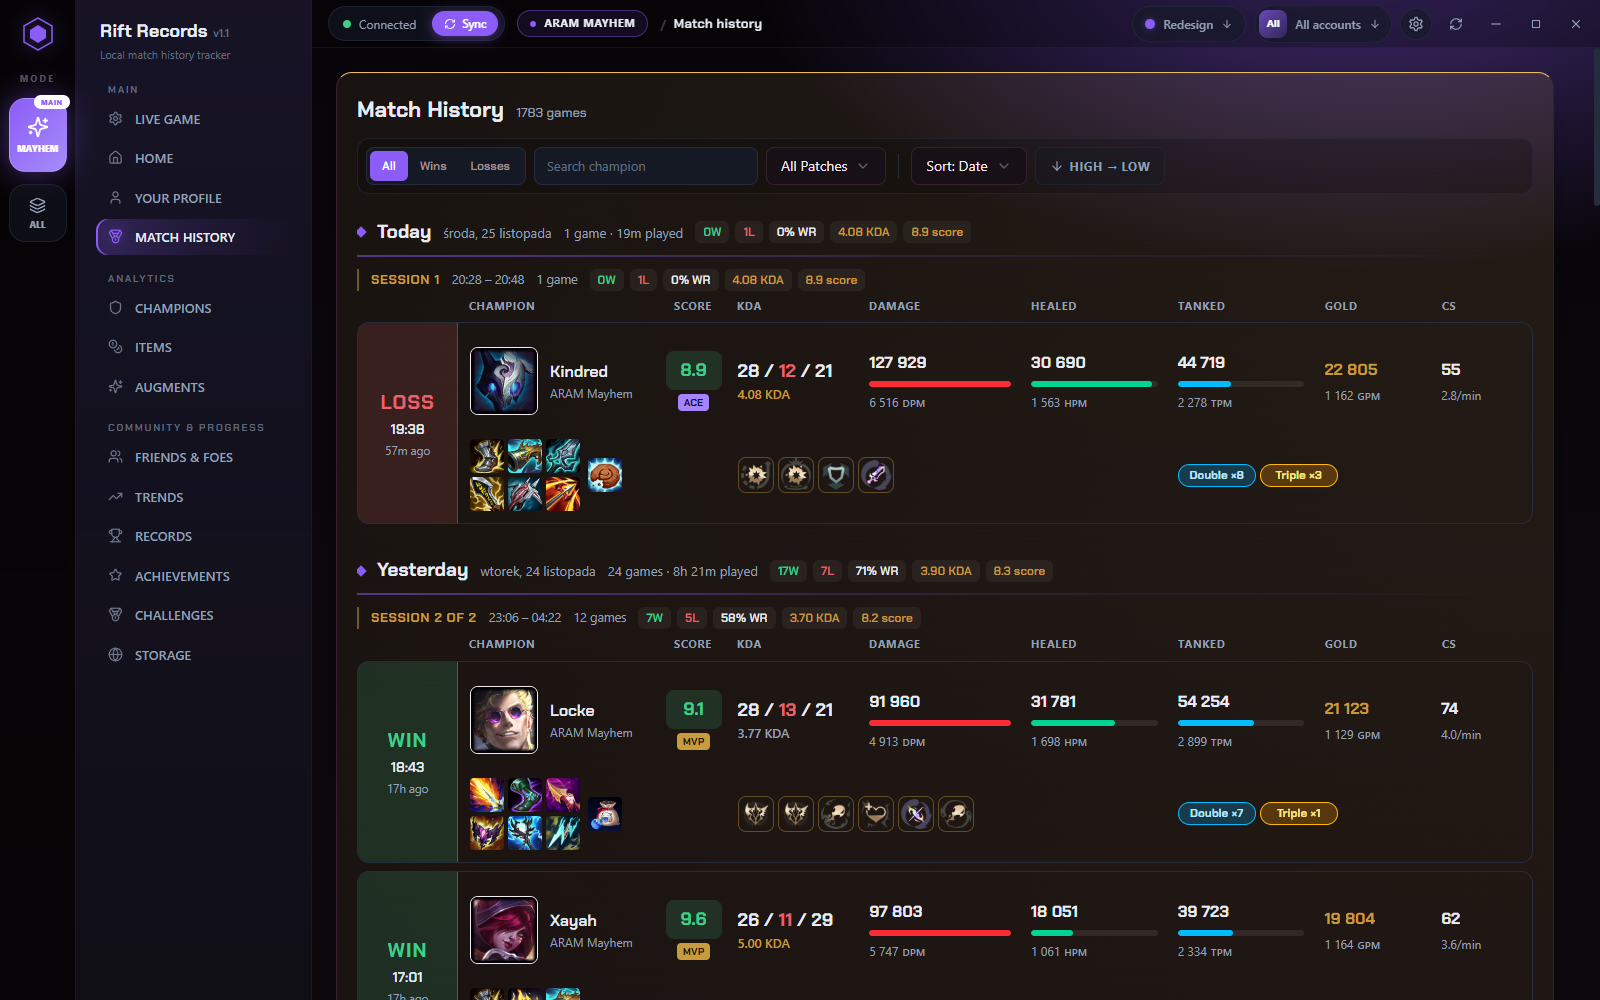 Rift Records v1.1
Local match history tracker
MODE
MAIN
MAYHEM
ALL
MAIN
LIVE GAME
HOME
YOUR PROFILE
MATCH HISTORY
ANALYTICS
CHAMPIONS
ITEMS
AUGMENTS
COMMUNITY & PROGRESS
FRIENDS & FOES
TRENDS
RECORDS
ACHIEVEMENTS
CHALLENGES
STORAGE
Connected Sync ARAM MAYHEM / Match history Redesign ↓ All All accounts ↓
Match History 1783 games
All Wins Losses Search champion All Patches Sort: Date ↓ HIGH → LOW
Today środa, 25 listopada 1 game · 19m played 0W 1L 0% WR 4.08 KDA 8.9 score
SESSION 1 20:28 – 20:48 1 game 0W 1L 0% WR 4.08 KDA 8.9 score
CHAMPION SCORE KDA DAMAGE HEALED TANKED GOLD CS
LOSS
19:38
57m ago
Kindred
ARAM Mayhem
8.9
ACE
28 / 12 / 21
4.08 KDA
127 929
6 516 DPM
30 690
1 563 HPM
44 719
2 278 TPM
22 805
1 162 GPM
55
2.8/min
Double ×8 Triple ×3
Yesterday wtorek, 24 listopada 24 games · 8h 21m played 17W 7L 71% WR 3.90 KDA 8.3 score
SESSION 2 OF 2 23:06 – 04:22 12 games 7W 5L 58% WR 3.70 KDA 8.2 score
CHAMPION SCORE KDA DAMAGE HEALED TANKED GOLD CS
WIN
18:43
17h ago
Locke
ARAM Mayhem
9.1
MVP
28 / 13 / 21
3.77 KDA
91 960
4 913 DPM
31 781
1 698 HPM
54 254
2 899 TPM
21 123
1 129 GPM
74
4.0/min
Double ×7 Triple ×1
WIN
17:01
17h ago
Xayah
ARAM Mayhem
9.6
MVP
26 / 11 / 29
5.00 KDA
97 803
5 747 DPM
18 051
1 061 HPM
39 723
2 334 TPM
19 804
1 164 GPM
62
3.6/min